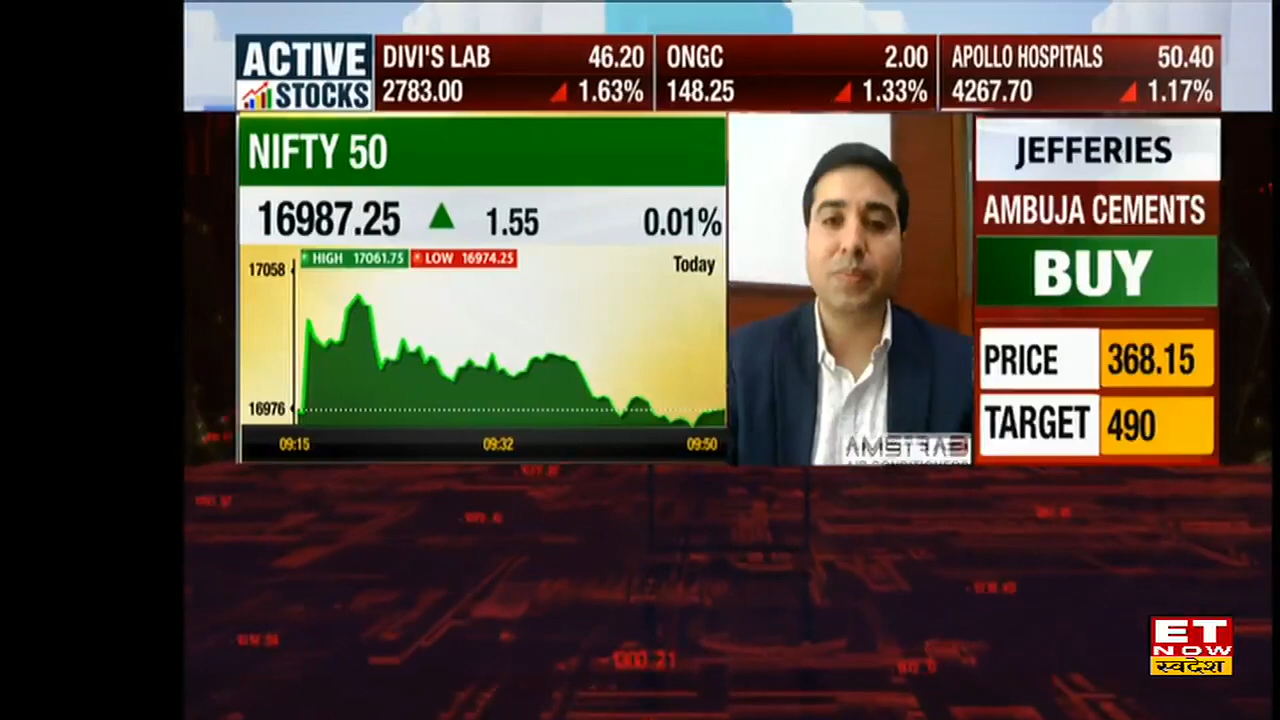 ACTIVE STOCKS
DIVI'S LAB 46.20
2783.00 1.63%
ONGC 2.00
148.25 1.33%
APOLLO HOSPITALS 50.40
4267.70 1.17%
NIFTY 50
16987.25 1.55 0.01%
HIGH 17061.75 LOW 16974.25
Today
17058
16976
09:15 09:32 09:50
AMSTRAD
JEFFERIES
AMBUJA CEMENTS
BUY
PRICE 368.15
TARGET 490
ET
NOW
स्वदेश